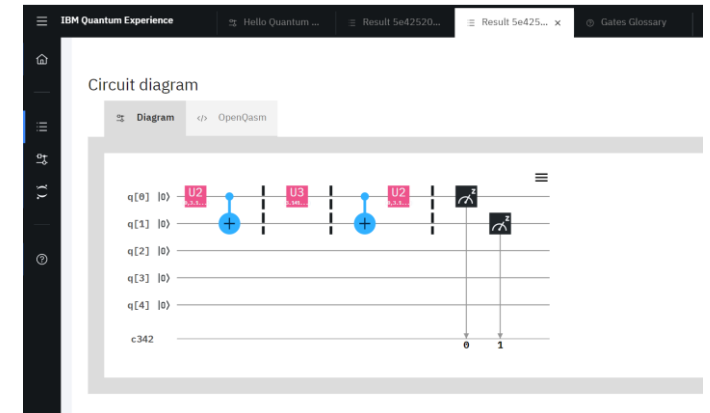 IBM Quantum Experience
Hello Quantum ...
Result 5e42520...
Result 5e425... ×
Gates Glossary
Circuit diagram
Diagram
</> OpenQasm
U2 U3 U2 z
q[0] |0⟩
z
q[1] |0⟩
q[2] |0⟩
q[3] |0⟩
q[4] |0⟩
c342
0 1